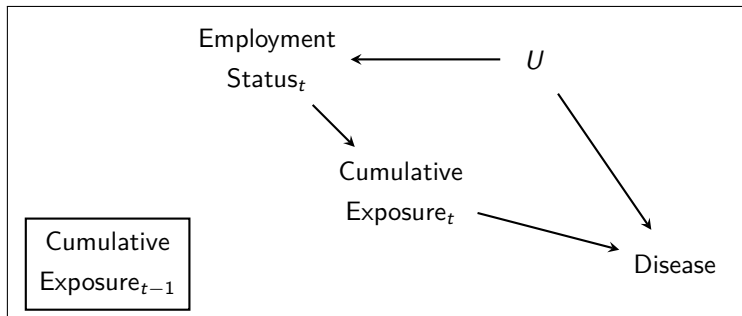 Employment
Status_t
U
Cumulative
Exposure_t
Cumulative
Exposure_{t−1}
Disease